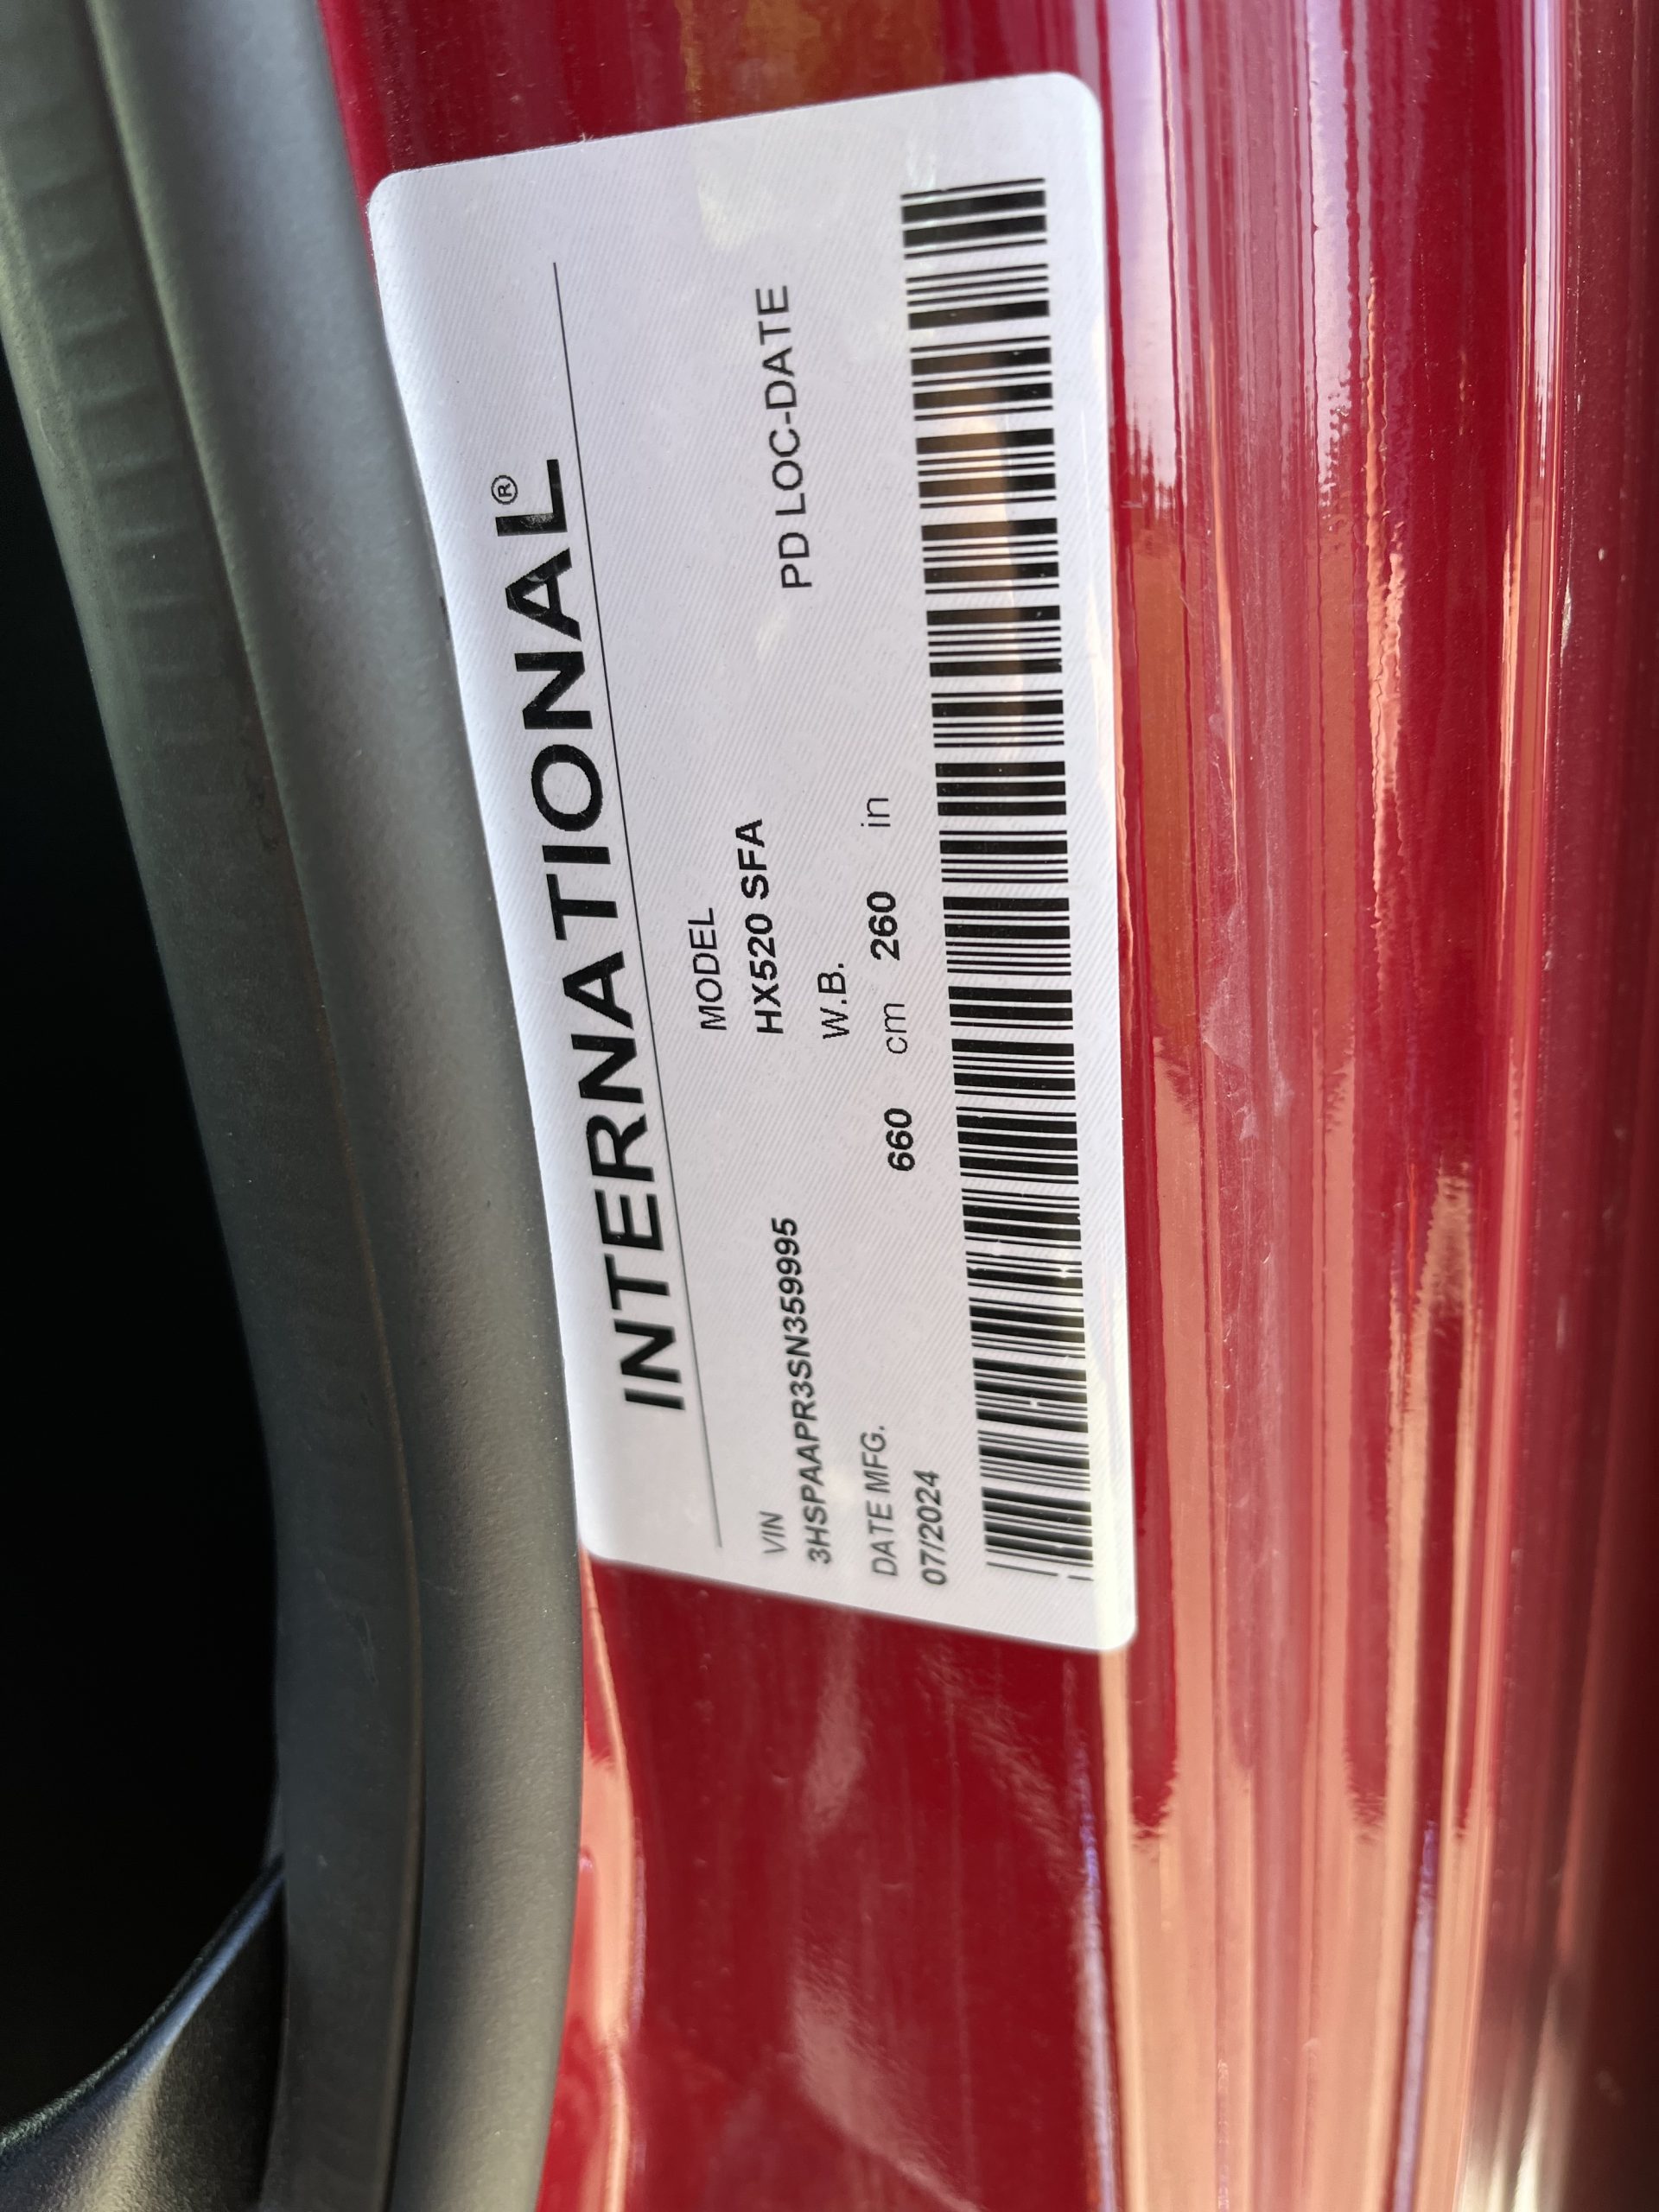 INTERNATIONAL®
VIN
3HSPAAPR3SN359995
MODEL
HX520 SFA
DATE MFG.
07/2024
W.B.
660 cm 260 in
PD LOC-DATE